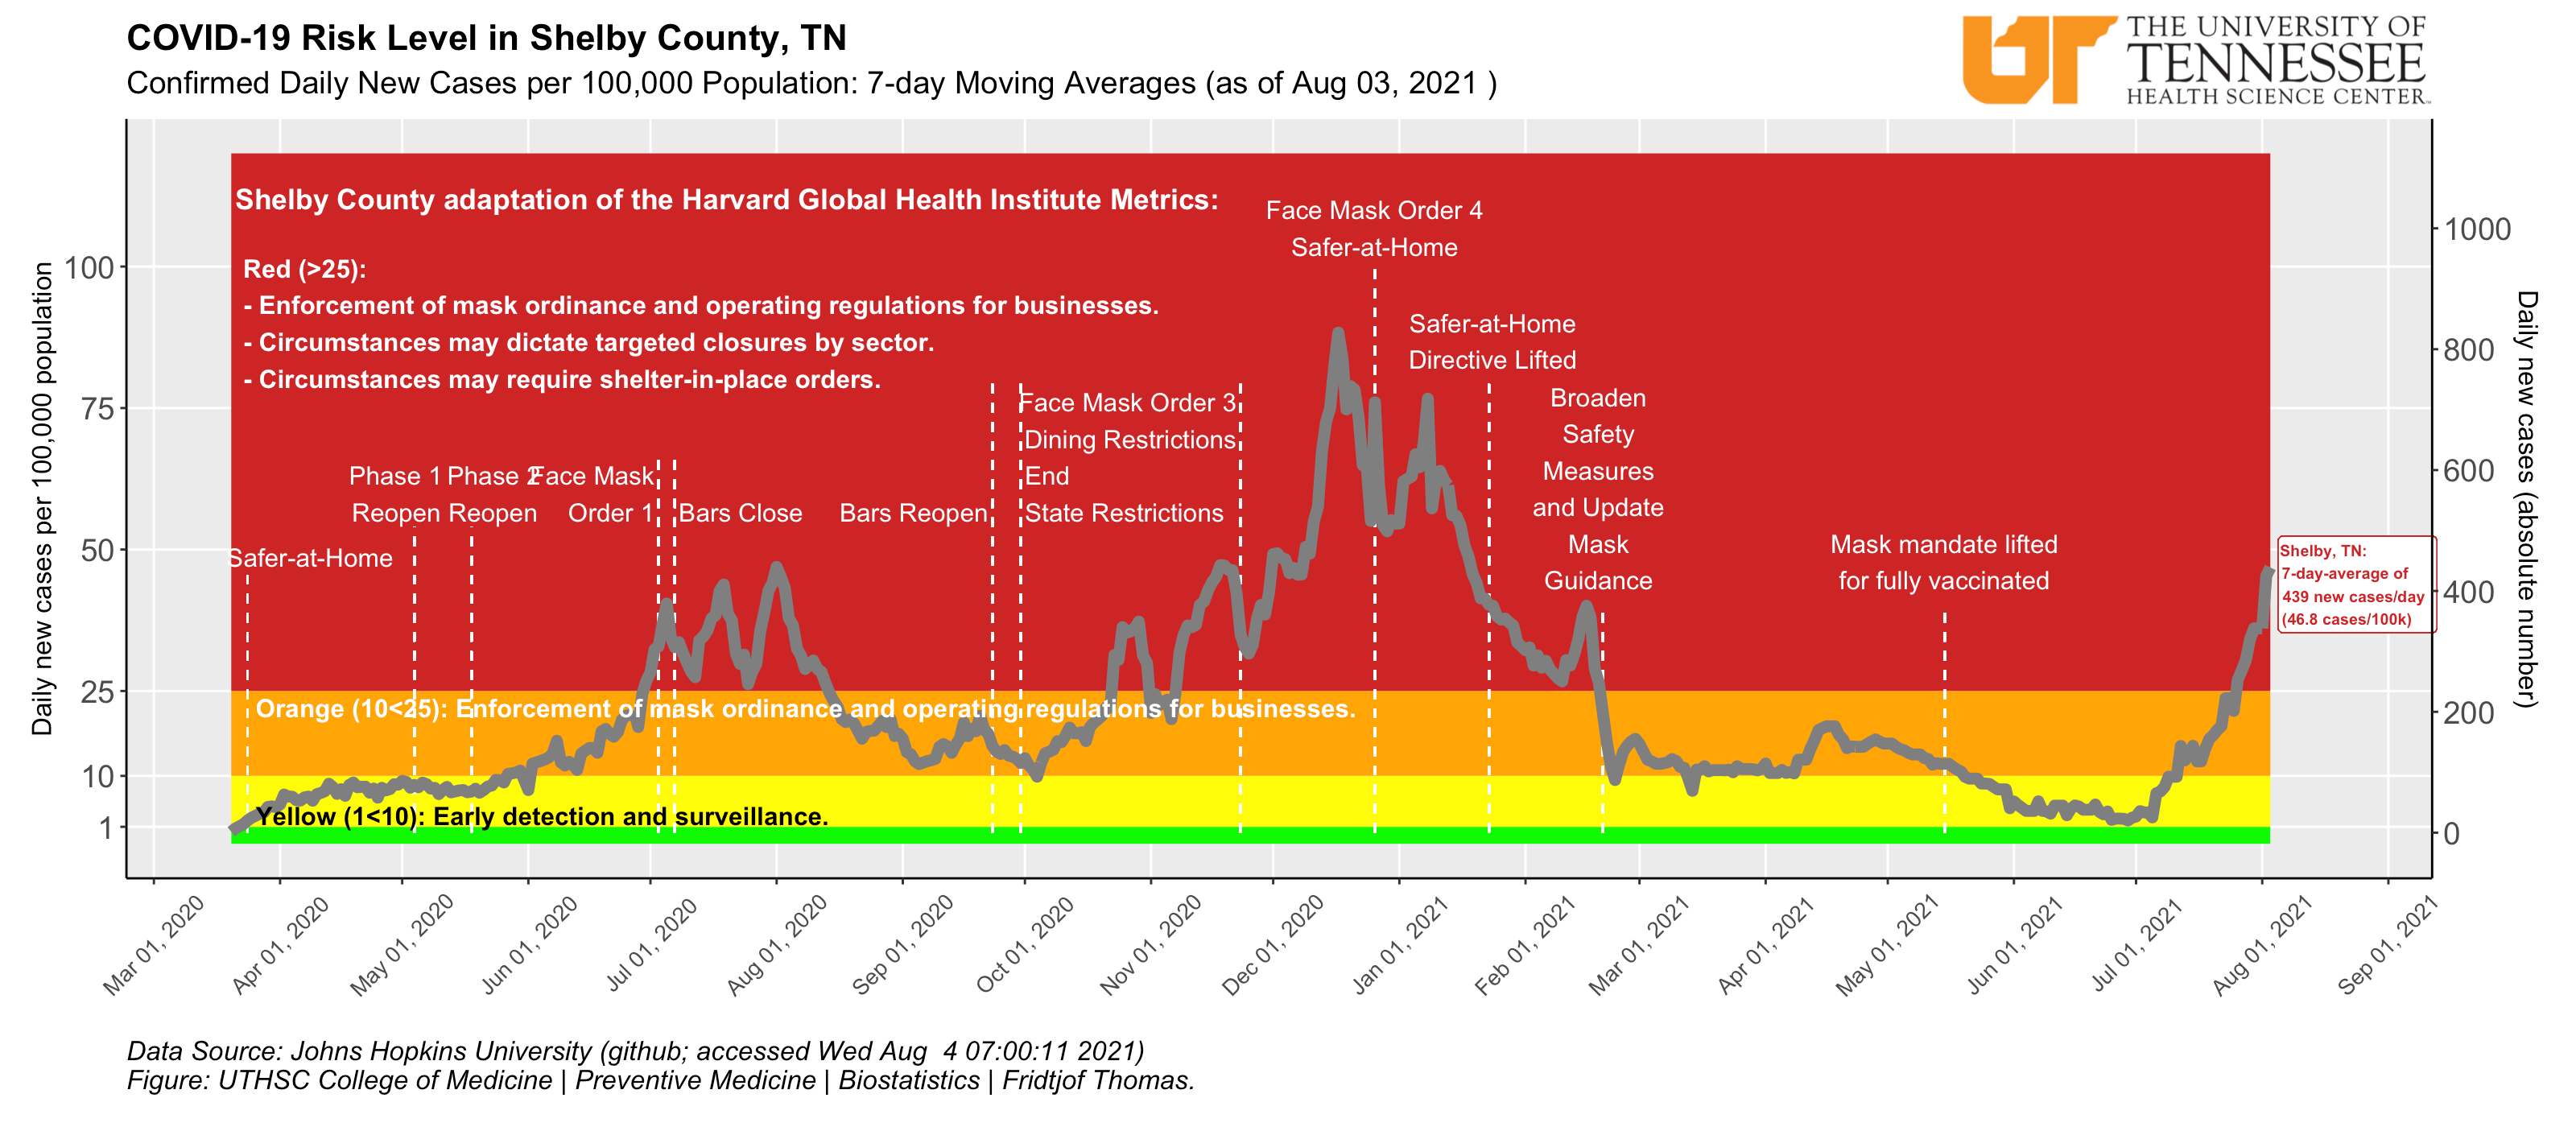 COVID-19 Risk Level in Shelby County, TN
Confirmed Daily New Cases per 100,000 Population: 7-day Moving Averages (as of Aug 03, 2021 )
THE UNIVERSITY OF
TENNESSEE
HEALTH SCIENCE CENTER
Daily new cases per 100,000 population
100
75
50
25
10
1
Shelby County adaptation of the Harvard Global Health Institute Metrics:
Red (>25):
- Enforcement of mask ordinance and operating regulations for businesses.
- Circumstances may dictate targeted closures by sector.
- Circumstances may require shelter-in-place orders.
Safer-at-Home
Phase 1
Reopen
Phase 2
Reopen
Face Mask
Order 1
Bars Close
Bars Reopen
Face Mask Order 3
Dining Restrictions
End
State Restrictions
Face Mask Order 4
Safer-at-Home
Safer-at-Home
Directive Lifted
Broaden
Safety
Measures
and Update
Mask
Guidance
Mask mandate lifted
for fully vaccinated
Shelby, TN:
7-day-average of
439 new cases/day
(46.8 cases/100k)
Orange (10<25): Enforcement of mask ordinance and operating regulations for businesses.
Yellow (1<10): Early detection and surveillance.
1000
800
600
400
200
0
Daily new cases (absolute number)
Mar 01, 2020
Apr 01, 2020
May 01, 2020
Jun 01, 2020
Jul 01, 2020
Aug 01, 2020
Sep 01, 2020
Oct 01, 2020
Nov 01, 2020
Dec 01, 2020
Jan 01, 2021
Feb 01, 2021
Mar 01, 2021
Apr 01, 2021
May 01, 2021
Jun 01, 2021
Jul 01, 2021
Aug 01, 2021
Sep 01, 2021
Data Source: Johns Hopkins University (github; accessed Wed Aug  4 07:00:11 2021)
Figure: UTHSC College of Medicine | Preventive Medicine | Biostatistics | Fridtjof Thomas.